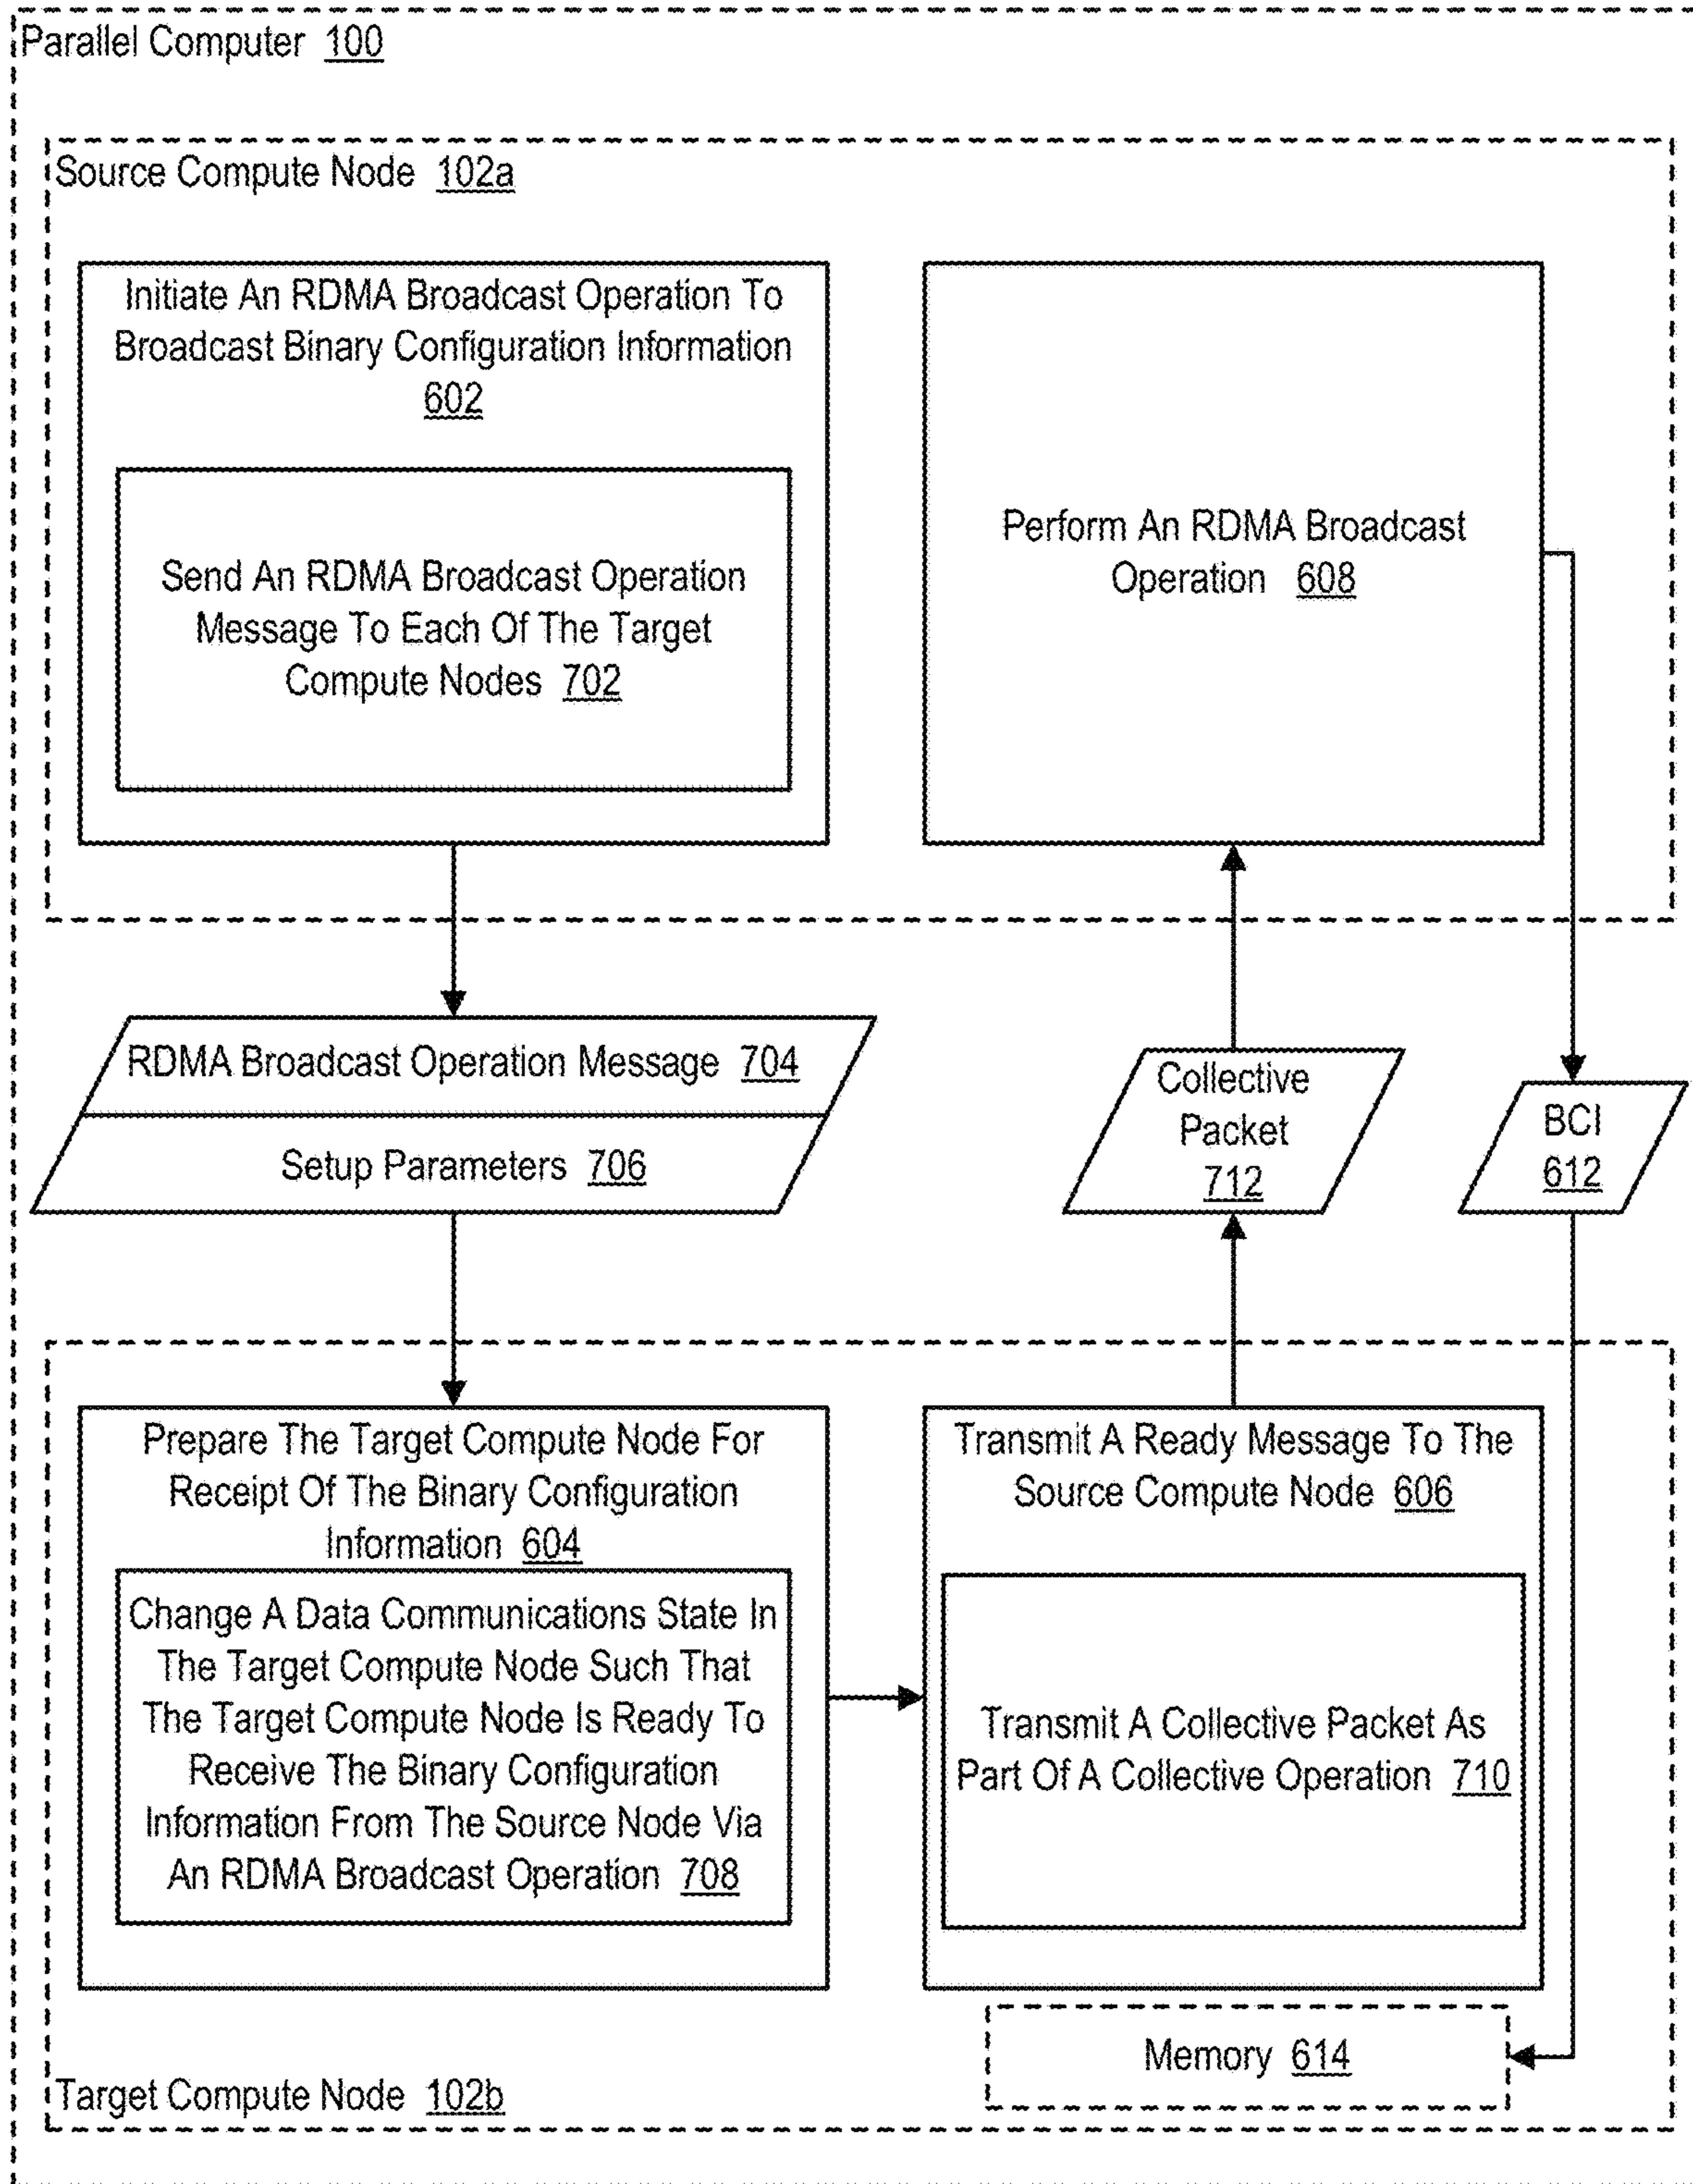 Parallel Computer 100
Source Compute Node 102a
Initiate An RDMA Broadcast Operation To
Broadcast Binary Configuration Information
602
Send An RDMA Broadcast Operation
Message To Each Of The Target
Compute Nodes 702
Perform An RDMA Broadcast
Operation 608
RDMA Broadcast Operation Message 704
Setup Parameters 706
Collective
Packet
712
BCI
612
Prepare The Target Compute Node For
Receipt Of The Binary Configuration
Information 604
Change A Data Communications State In
The Target Compute Node Such That
The Target Compute Node Is Ready To
Receive The Binary Configuration
Information From The Source Node Via
An RDMA Broadcast Operation 708
Transmit A Ready Message To The
Source Compute Node 606
Transmit A Collective Packet As
Part Of A Collective Operation 710
Memory 614
Target Compute Node 102b